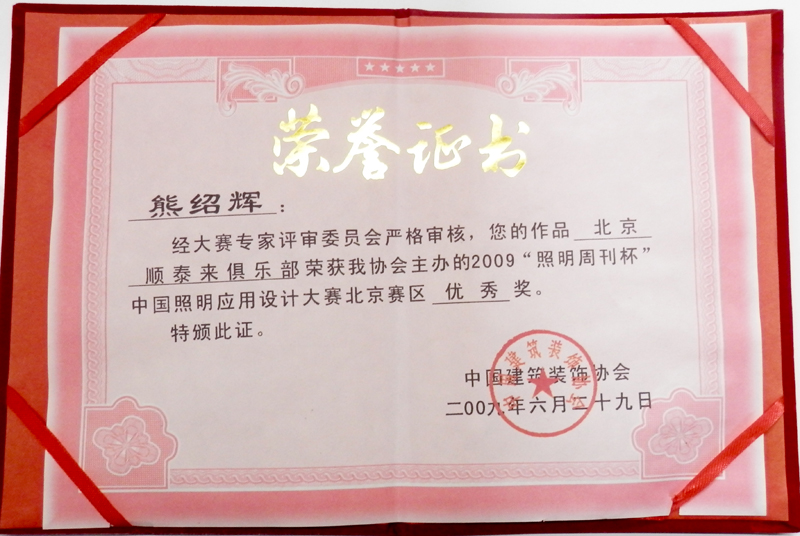 荣誉证书
熊绍辉：
经大赛专家评审委员会严格审核，您的作品 北京
顺泰来俱乐部荣获我协会主办的2009“照明周刊杯”
中国照明应用设计大赛北京赛区 优秀 奖。
特颁此证。
中国建筑装饰协会
二00九年六月二十九日